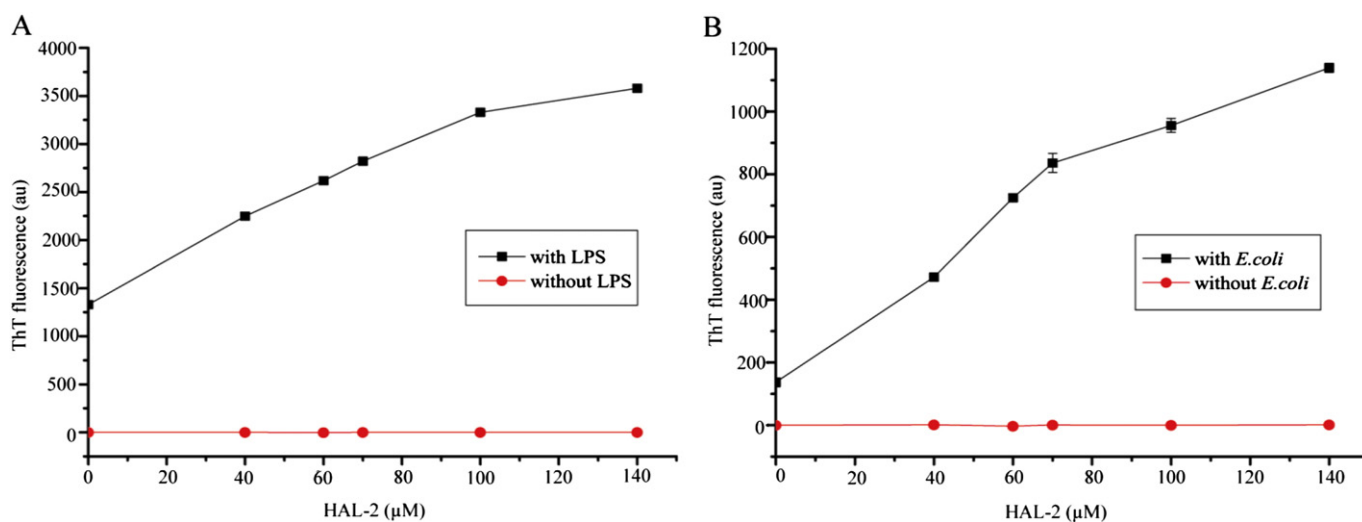 A
4000
3500
3000
2500
2000
1500
1000
500
0
ThT fluorescence (au)
with LPS
without LPS
0 20 40 60 80 100 120 140
HAL-2 (µM)
B
1200
1000
800
600
400
200
0
ThT fluorescence (au)
with E.coli
without E.coli
0 20 40 60 80 100 120 140
HAL-2 (µM)